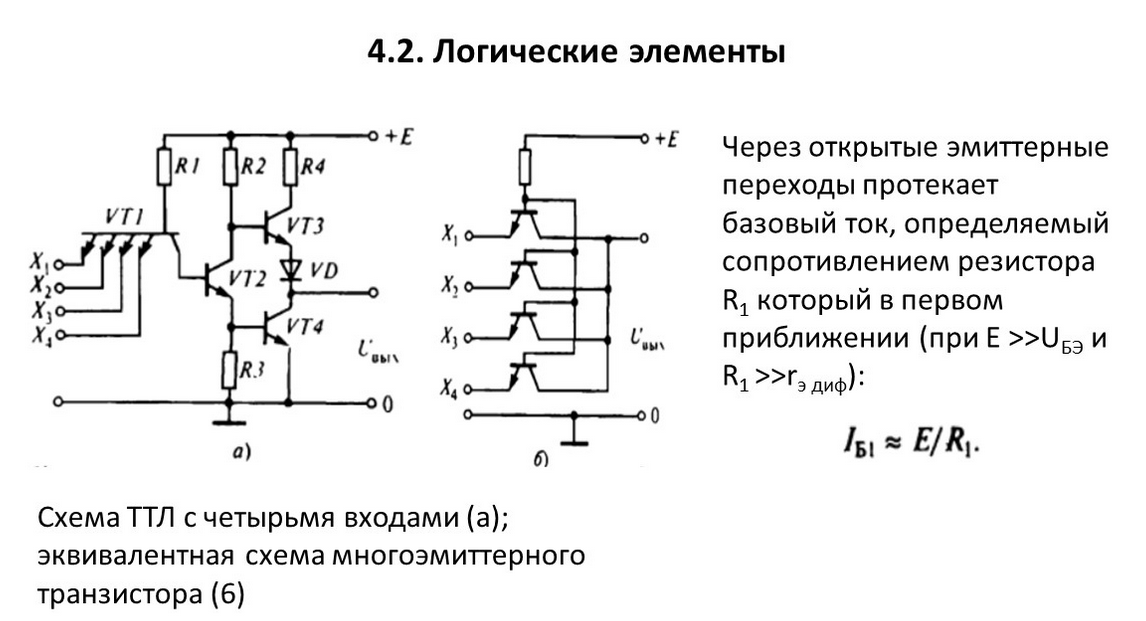 4.2. Логические элементы
+E
R1
R2
R4
VT1
VT3
X1
X2
X3
X4
VT2
VD
VT4
Uвых
R3
0
а)
+E
X1
X2
X3
X4
Uвых
0
б)
Через открытые эмиттерные
переходы протекает
базовый ток, определяемый
сопротивлением резистора
R1 который в первом
приближении (при E >>UБЭ и
R1 >>rэ диф):
IБ1 ≈ E/R1.
Схема ТТЛ с четырьмя входами (а);
эквивалентная схема многоэмиттерного
транзистора (б)